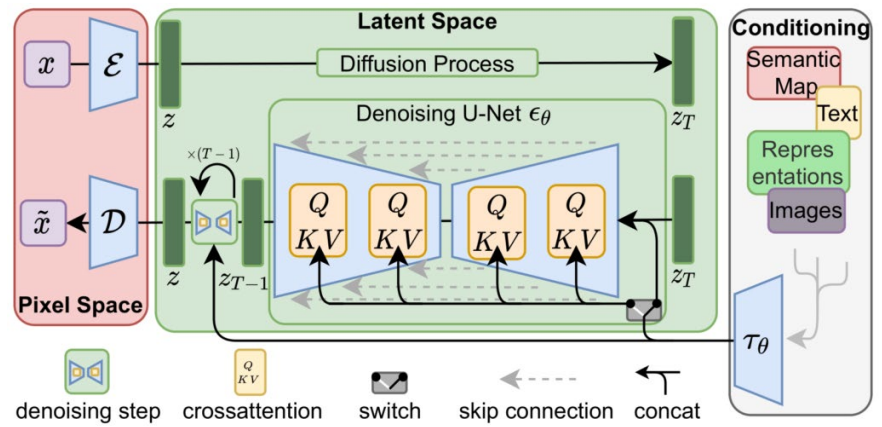 Latent Space
Conditioning
x
ℰ
Diffusion Process
Semantic
Map
z
z_T
Text
Denoising U-Net ϵ_θ
×(T−1)
Repres
entations
Images
x̃
𝒟
Q
KV
Q
KV
Q
KV
Q
KV
z
z_{T−1}
z_T
Pixel Space
τ_θ
Q
KV
denoising step
crossattention
switch
skip connection
concat